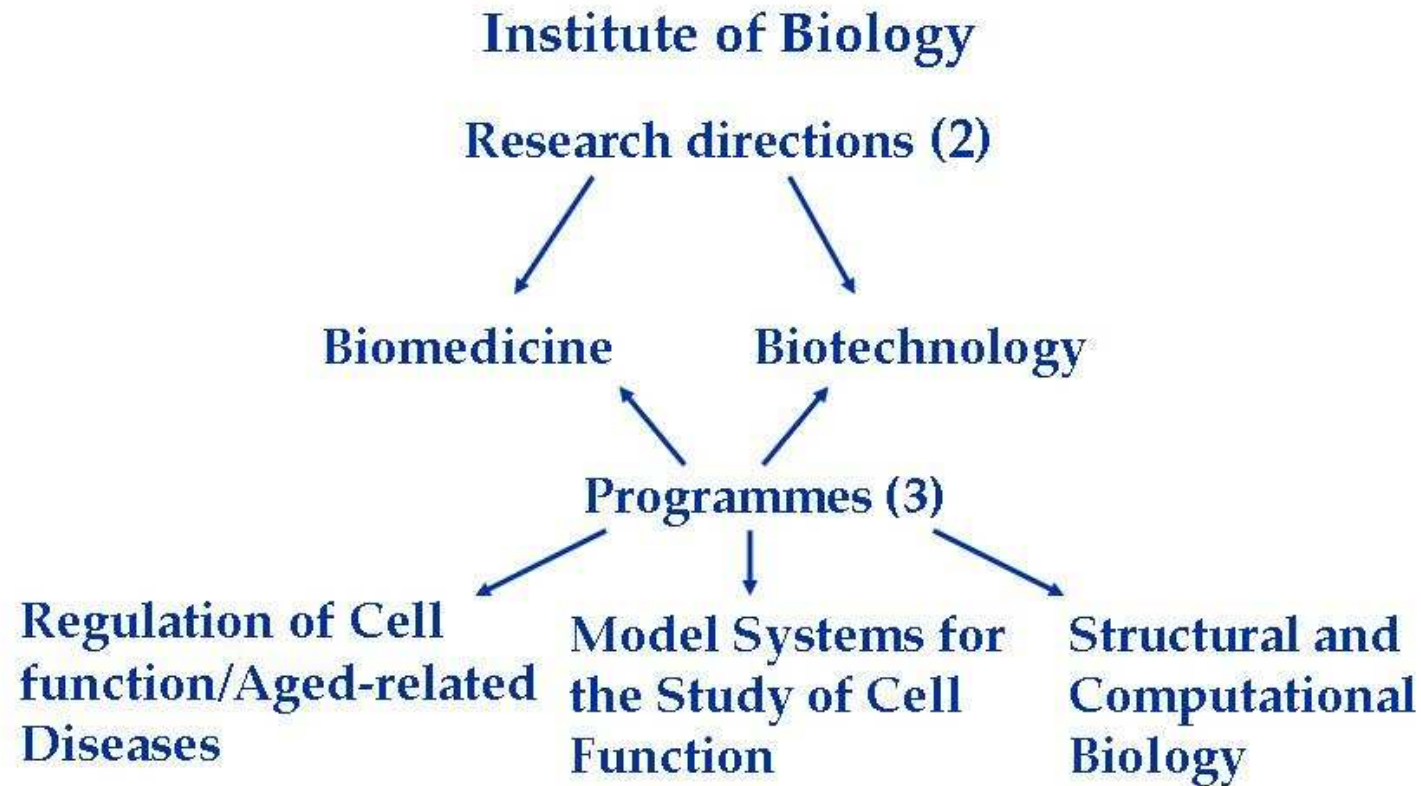 Institute of Biology
Research directions (2)
Biomedicine
Biotechnology
Programmes (3)
Regulation of Cell
function/Aged-related
Diseases
Model Systems for
the Study of Cell
Function
Structural and
Computational
Biology